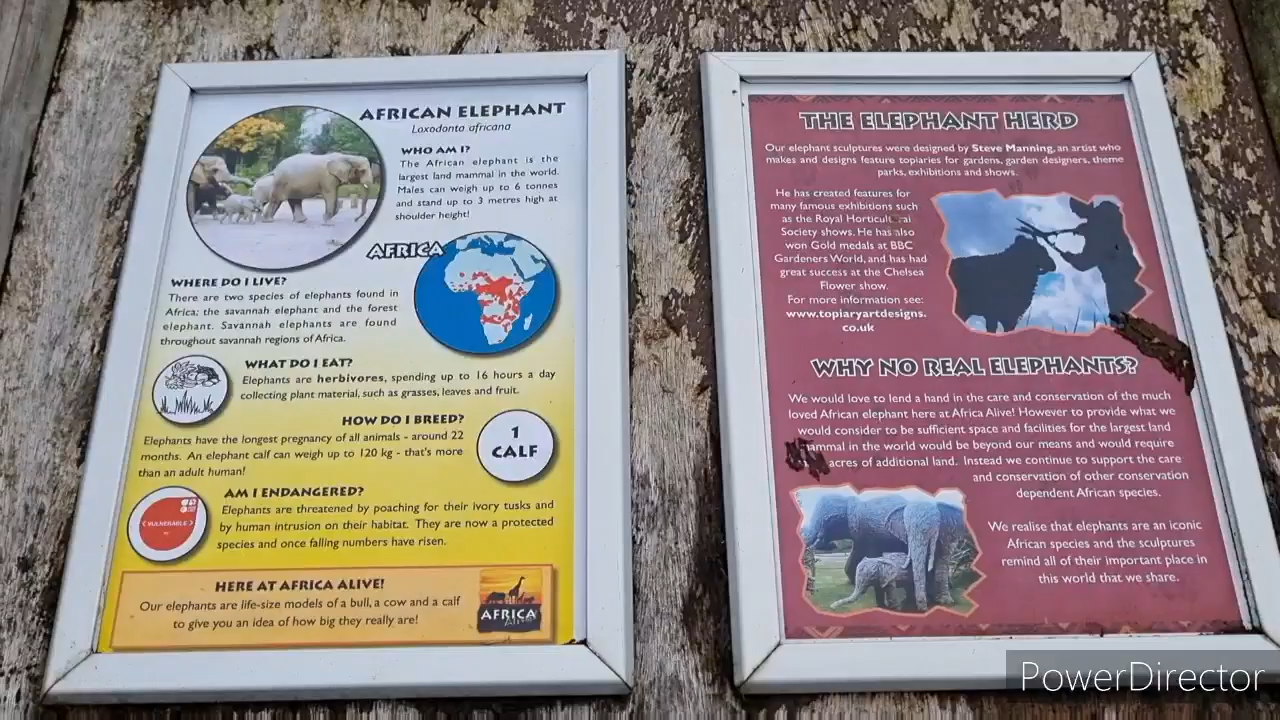 AFRICAN ELEPHANT
Loxodonta africana
WHO AM I?
The African elephant is the
largest land mammal in the world.
Males can weigh up to 6 tonnes
and stand up to 3 metres high at
shoulder height!
AFRICA
WHERE DO I LIVE?
There are two species of elephants found in
Africa; the savannah elephant and the forest
elephant. Savannah elephants are found
throughout savannah regions of Africa.
WHAT DO I EAT?
Elephants are herbivores, spending up to 16 hours a day
collecting plant material, such as grasses, leaves and fruit.
HOW DO I BREED?
Elephants have the longest pregnancy of all animals - around 22
months. An elephant calf can weigh up to 120 kg - that's more
than an adult human!
1
CALF
AM I ENDANGERED?
Elephants are threatened by poaching for their ivory tusks and
by human intrusion on their habitat. They are now a protected
species and once falling numbers have risen.
VULNERABLE
HERE AT AFRICA ALIVE!
Our elephants are life-size models of a bull, a cow and a calf
to give you an idea of how big they really are!
AFRICA
THE ELEPHANT HERD
Our elephant sculptures were designed by Steve Manning, an artist who
makes and designs feature topiaries for gardens, garden designers, theme
parks, exhibitions and shows.
He has created features for
many famous exhibitions such
as the Royal Horticultural
Society shows. He has also
won Gold medals at BBC
Gardeners World, and has had
great success at the Chelsea
Flower show.
For more information see:
www.topiaryartdesigns.
co.uk
WHY NO REAL ELEPHANTS?
We would love to lend a hand in the care and conservation of the much
loved African elephant here at Africa Alive! However to provide what we
would consider to be sufficient space and facilities for the largest land
mammal in the world would be beyond our means and would require
acres of additional land. Instead we continue to support the care
and conservation of other conservation
dependent African species.
We realise that elephants are an iconic
African species and the sculptures
remind all of their important place in
this world that we share.
PowerDirector